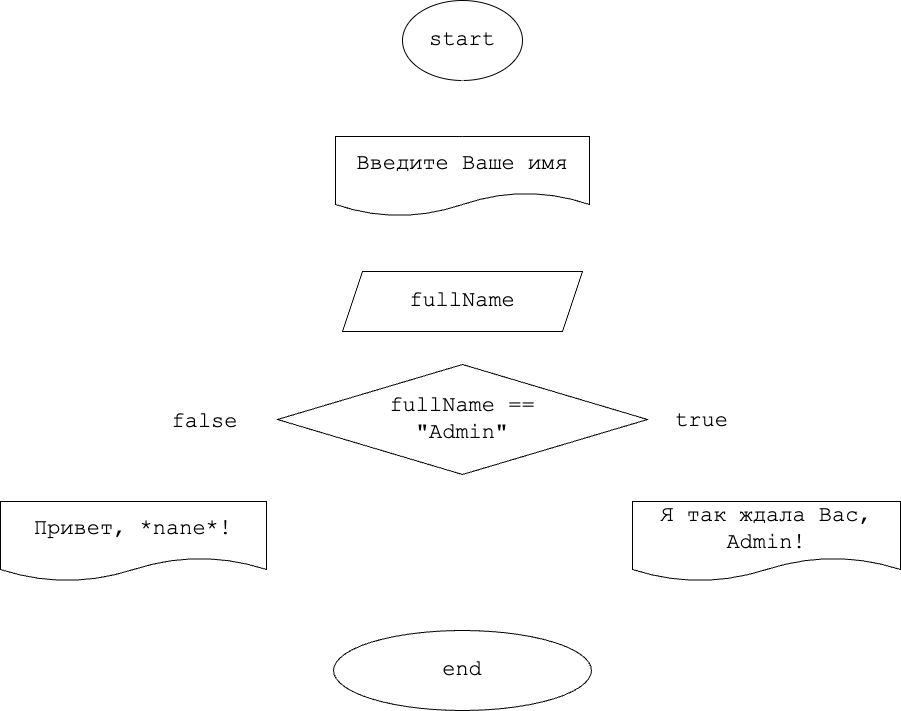 start
Введите Ваше имя
fullName
fullName ==
"Admin"
false
true
Привет, *nane*!
Я так ждала Вас,
Admin!
end